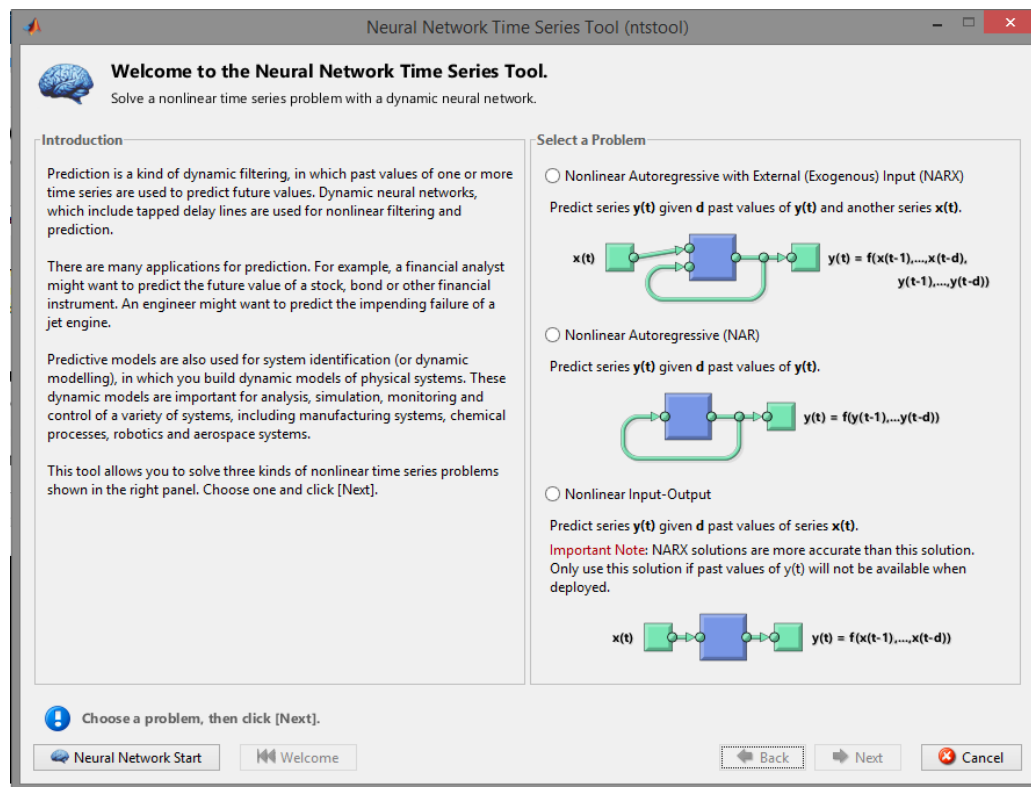 Neural Network Time Series Tool (ntstool)
Welcome to the Neural Network Time Series Tool.
Solve a nonlinear time series problem with a dynamic neural network.
Introduction
Prediction is a kind of dynamic filtering, in which past values of one or more
time series are used to predict future values. Dynamic neural networks,
which include tapped delay lines are used for nonlinear filtering and
prediction.
There are many applications for prediction. For example, a financial analyst
might want to predict the future value of a stock, bond or other financial
instrument. An engineer might want to predict the impending failure of a
jet engine.
Predictive models are also used for system identification (or dynamic
modelling), in which you build dynamic models of physical systems. These
dynamic models are important for analysis, simulation, monitoring and
control of a variety of systems, including manufacturing systems, chemical
processes, robotics and aerospace systems.
This tool allows you to solve three kinds of nonlinear time series problems
shown in the right panel. Choose one and click [Next].
Select a Problem
Nonlinear Autoregressive with External (Exogenous) Input (NARX)
Predict series y(t) given d past values of y(t) and another series x(t).
x(t)
y(t) = f(x(t-1),...,x(t-d),
y(t-1),...,y(t-d))
Nonlinear Autoregressive (NAR)
Predict series y(t) given d past values of y(t).
y(t) = f(y(t-1),...y(t-d))
Nonlinear Input-Output
Predict series y(t) given d past values of series x(t).
Important Note: NARX solutions are more accurate than this solution.
Only use this solution if past values of y(t) will not be available when
deployed.
x(t)
y(t) = f(x(t-1),...,x(t-d))
Choose a problem, then click [Next].
Neural Network Start
Welcome
Back
Next
Cancel